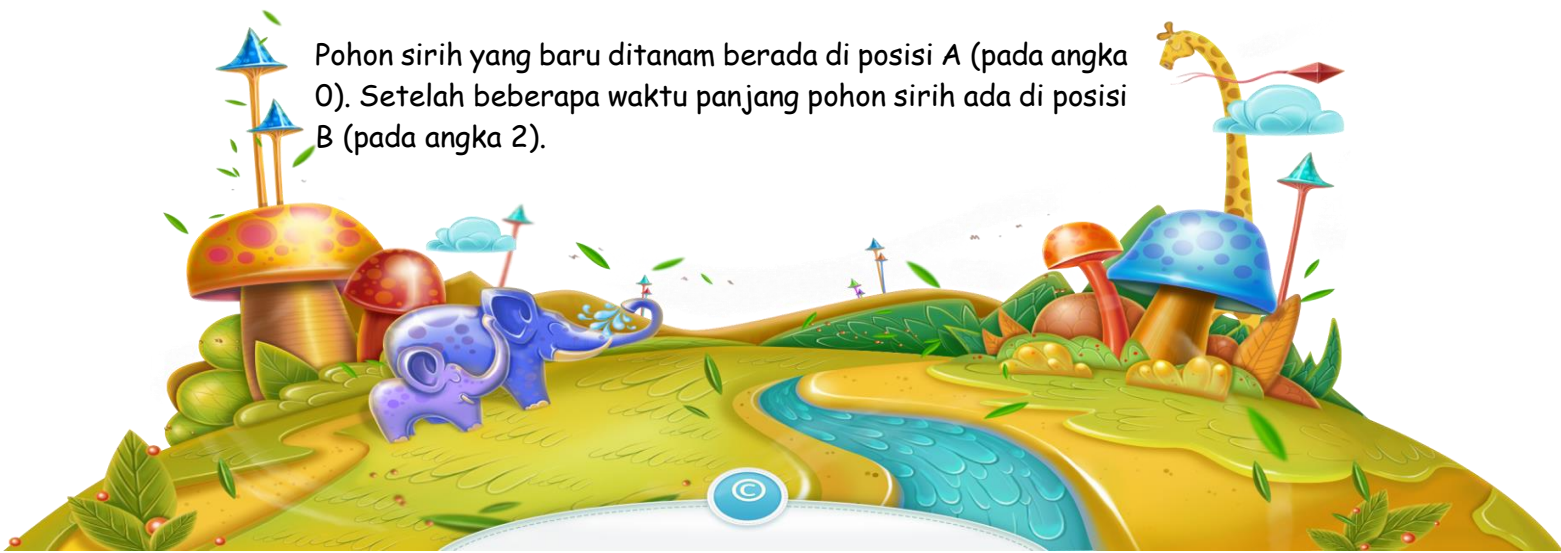 Pohon sirih yang baru ditanam berada di posisi A (pada angka
0). Setelah beberapa waktu panjang pohon sirih ada di posisi
B (pada angka 2).
©